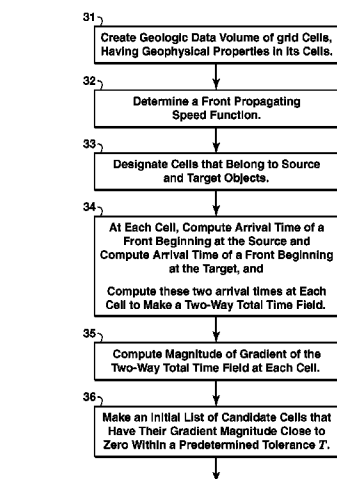 31
Create Geologic Data Volume of grid Cells,
Having Geophysical Properties in Its Cells.
32
Determine a Front Propagating
Speed Function.
33
Designate Cells that Belong to Source
and Target Objects.
34
At Each Cell, Compute Arrival Time of a
Front Beginning at the Source and
Compute Arrival Time of a Front Beginning
at the Target, and
Compute these two arrival times at Each
Cell to Make a Two-Way Total Time Field.
35
Compute Magnitude of Gradient of the
Two-Way Total Time Field at Each Cell.
36
Make an Initial List of Candidate Cells that
Have Their Gradient Magnitude Close to
Zero Within a Predetermined Tolerance T.